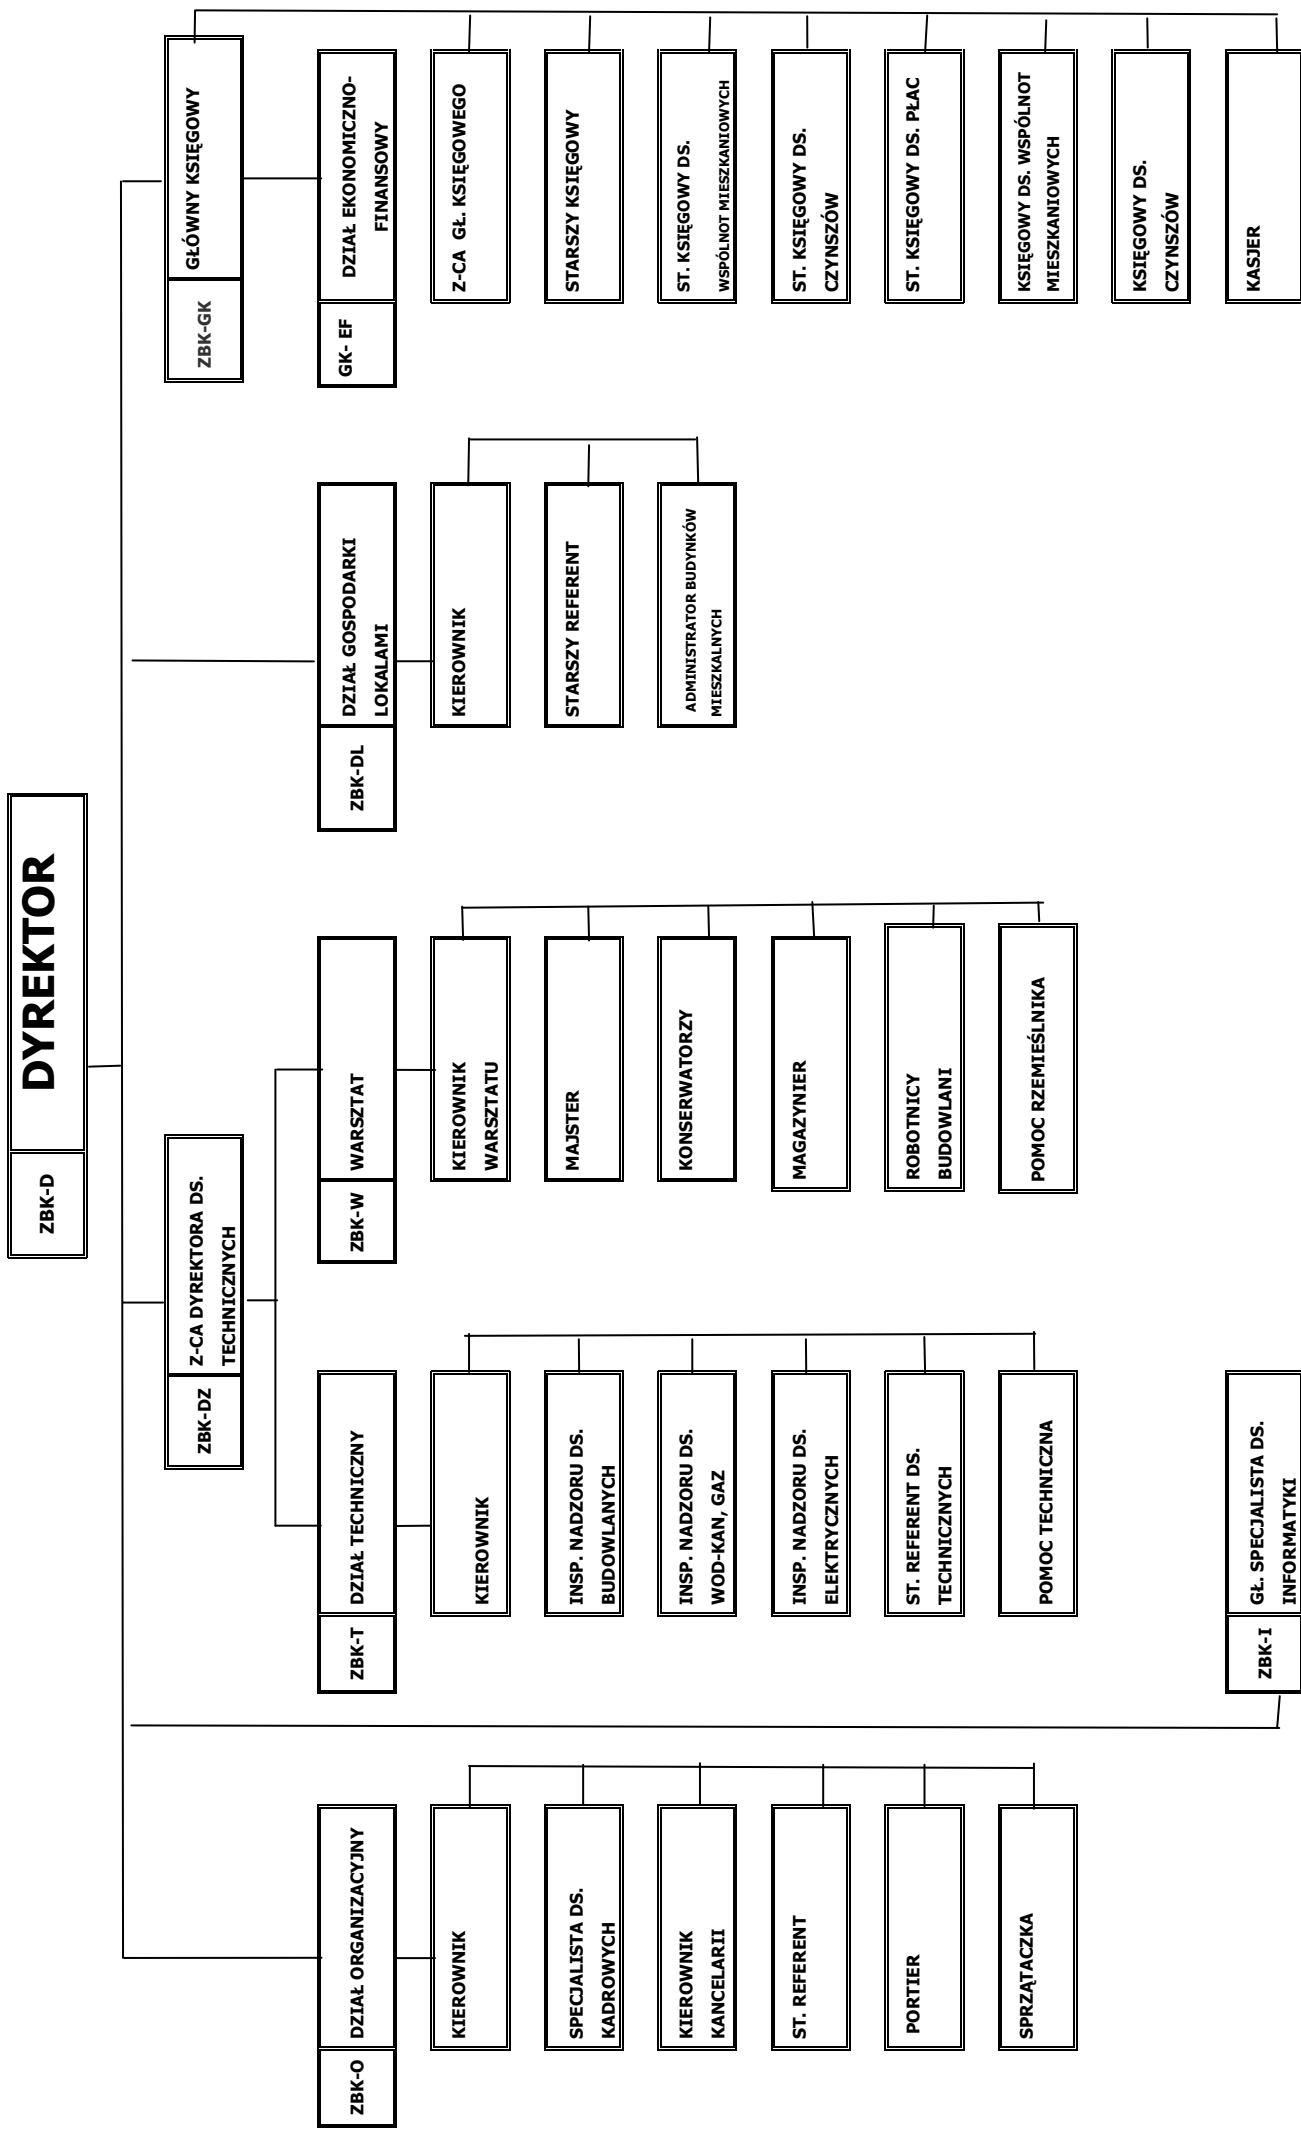 ZBK-D
DYREKTOR
ZBK-DZ
Z-CA DYREKTORA DS.
TECHNICZNYCH
ZBK-GK
GŁÓWNY KSIĘGOWY
ZBK-O
DZIAŁ ORGANIZACYJNY
KIEROWNIK
SPECJALISTA DS.
KADROWYCH
KIEROWNIK
KANCELARII
ST. REFERENT
PORTIER
SPRZĄTACZKA
ZBK-T
DZIAŁ TECHNICZNY
KIEROWNIK
INSP. NADZORU DS.
BUDOWLANYCH
INSP. NADZORU DS.
WOD-KAN, GAZ
INSP. NADZORU DS.
ELEKTRYCZNYCH
ST. REFERENT DS.
TECHNICZNYCH
POMOC TECHNICZNA
ZBK-I
GŁ. SPECJALISTA DS.
INFORMATYKI
ZBK-W
WARSZTAT
KIEROWNIK
WARSZTATU
MAJSTER
KONSERWATORZY
MAGAZYNIER
ROBOTNICY
BUDOWLANI
POMOC RZEMIEŚLNIKA
ZBK-DL
DZIAŁ GOSPODARKI
LOKALAMI
KIEROWNIK
STARSZY REFERENT
ADMINISTRATOR BUDYNKÓW
MIESZKALNYCH
GK- EF
DZIAŁ EKONOMICZNO-
FINANSOWY
Z-CA GŁ. KSIĘGOWEGO
STARSZY KSIĘGOWY
ST. KSIĘGOWY DS.
WSPÓLNOT MIESZKANIOWYCH
ST. KSIĘGOWY DS.
CZYNSZÓW
ST. KSIĘGOWY DS. PŁAC
KSIĘGOWY DS. WSPÓLNOT
MIESZKANIOWYCH
KSIĘGOWY DS.
CZYNSZÓW
KASJER